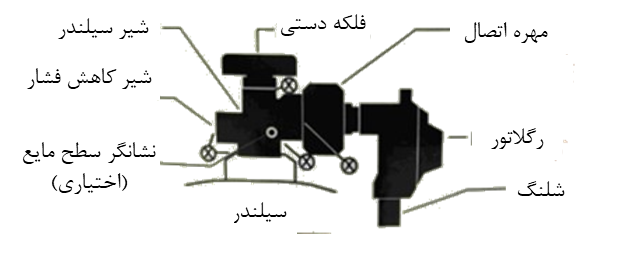 فلکه دستی
شیر سیلندر
مهره اتصال
شیر کاهش فشار
رگلاتور
نشانگر سطح مایع
(اختیاری)
شلنگ
سیلندر